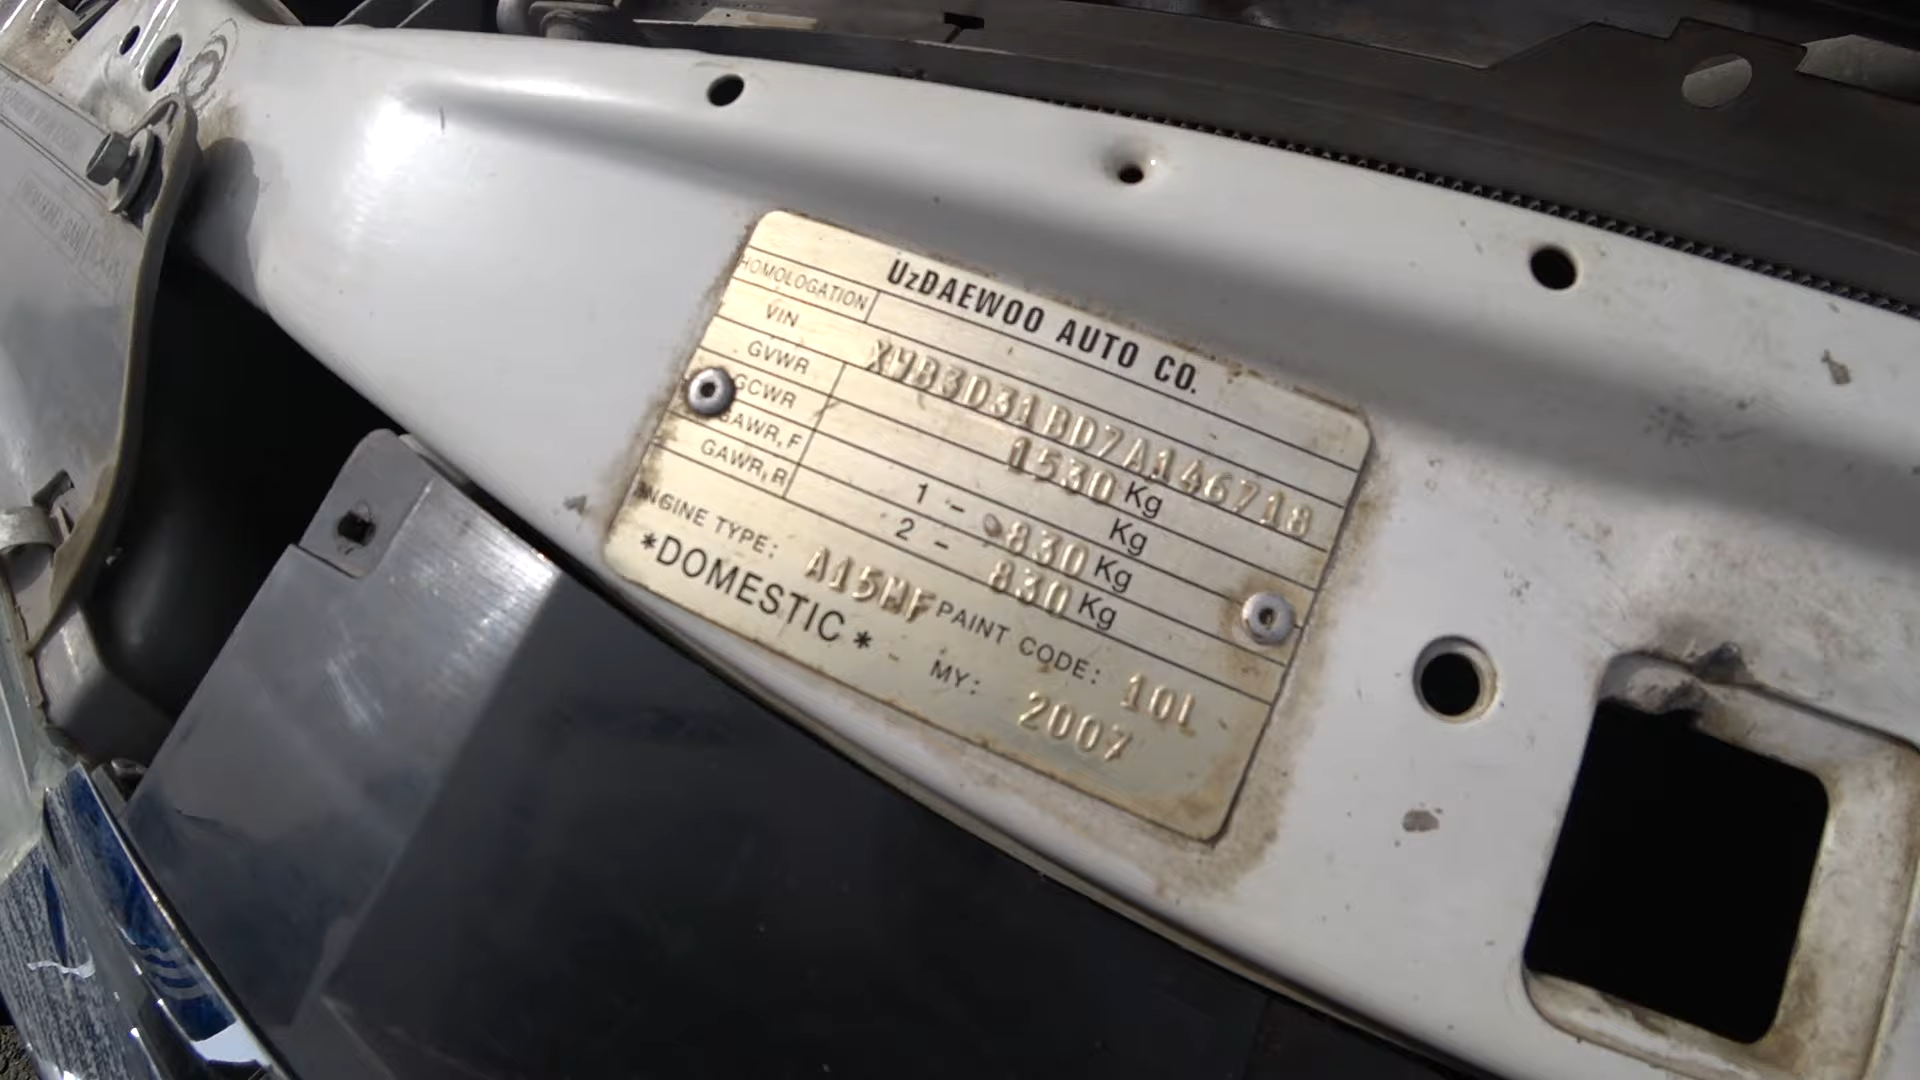 UzDAEWOO AUTO CO.
HOMOLOGATION
VIN XWB3D31BD7A146718
GVWR 1530 Kg
GCWR Kg
GAWR, F 1 - 830 Kg
GAWR, R 2 - 830 Kg
ENGINE TYPE: A15MF PAINT CODE: 10L
*DOMESTIC* MY: 2007